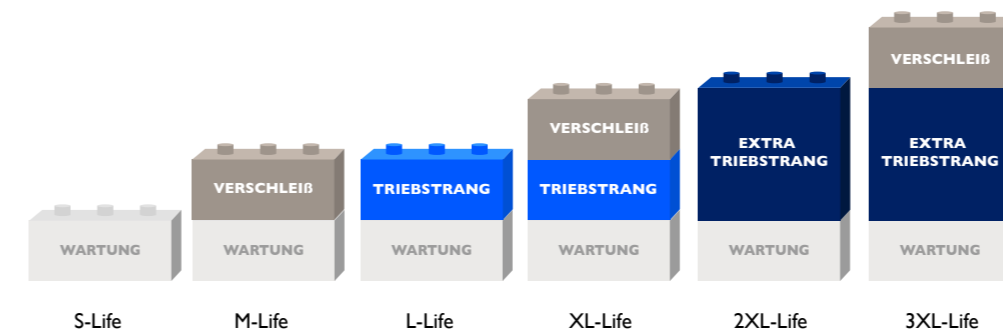 VERSCHLEIß
EXTRA
TRIEBSTRANG
WARTUNG
3XL-Life
EXTRA
TRIEBSTRANG
WARTUNG
2XL-Life
VERSCHLEIß
TRIEBSTRANG
WARTUNG
XL-Life
TRIEBSTRANG
WARTUNG
L-Life
VERSCHLEIß
WARTUNG
M-Life
WARTUNG
S-Life